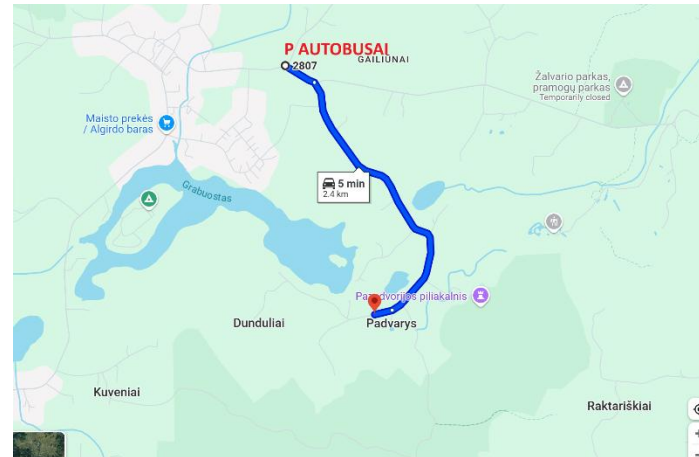 P AUTOBUSAI
GAILIŪNAI
2807
Žalvario parkas,
pramogų parkas
Temporarily closed
Maisto prekės
/ Algirdo baras
5 min
2.4 km
Grabuostas
piliakalnis
Dunduliai
Padvarys
Kuveniai
Raktariškiai